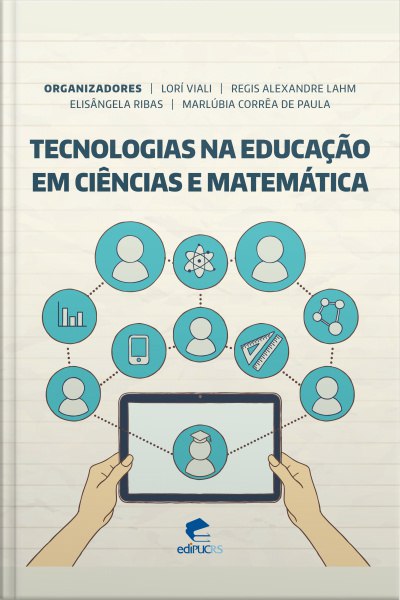 ORGANIZADORES | LORÍ VIALI | REGIS ALEXANDRE LAHM
ELISÂNGELA RIBAS | MARLÚBIA CORRÊA DE PAULA
TECNOLOGIAS NA EDUCAÇÃO
EM CIÊNCIAS E MATEMÁTICA
ediPUCRS